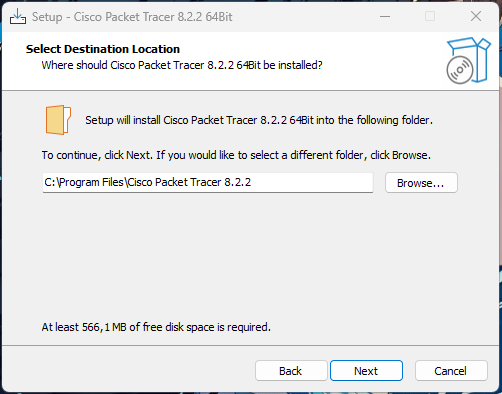 Setup - Cisco Packet Tracer 8.2.2 64Bit
Select Destination Location
Where should Cisco Packet Tracer 8.2.2 64Bit be installed?
Setup will install Cisco Packet Tracer 8.2.2 64Bit into the following folder.
To continue, click Next. If you would like to select a different folder, click Browse.
C:\Program Files\Cisco Packet Tracer 8.2.2
Browse...
At least 566,1 MB of free disk space is required.
Back
Next
Cancel